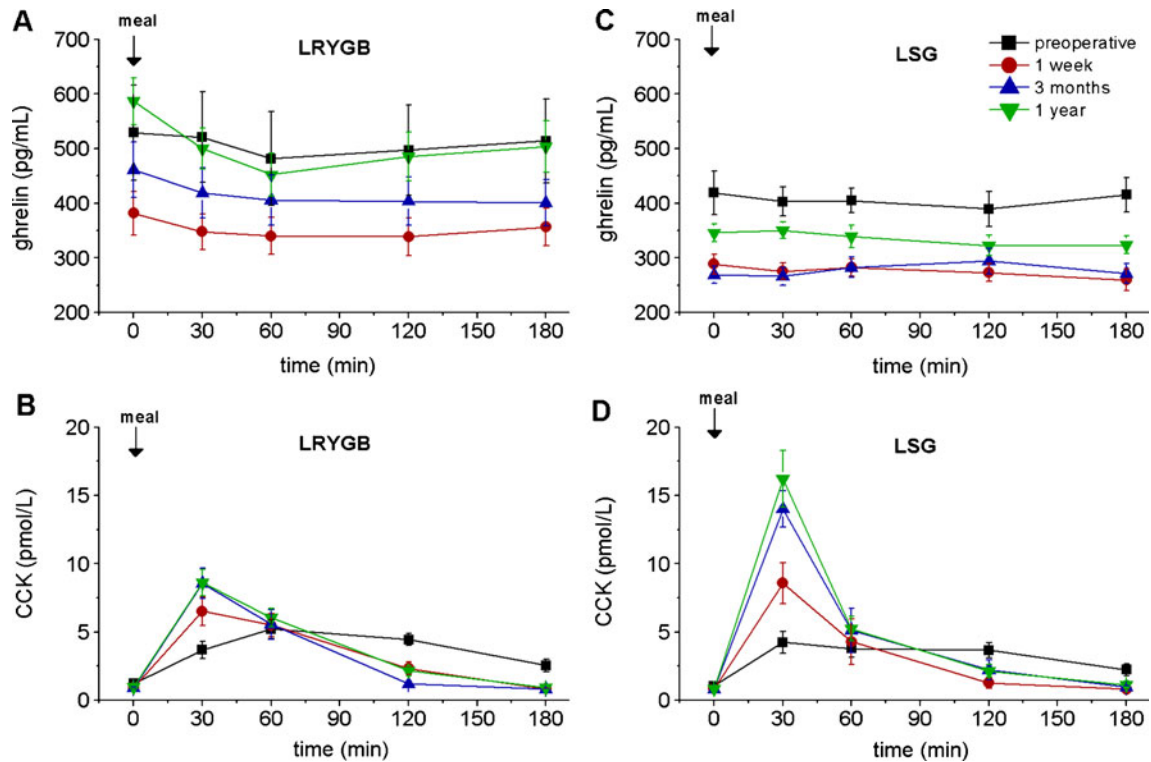 A
meal
LRYGB
700
600
500
400
300
200
ghrelin (pg/mL)
0 30 60 90 120 150 180
time (min)
C
meal
LSG
preoperative
1 week
3 months
1 year
700
600
500
400
300
200
ghrelin (pg/mL)
0 30 60 90 120 150 180
time (min)
B
meal
LRYGB
20
15
10
5
0
CCK (pmol/L)
0 30 60 90 120 150 180
time (min)
D
meal
LSG
20
15
10
5
0
CCK (pmol/L)
0 30 60 90 120 150 180
time (min)